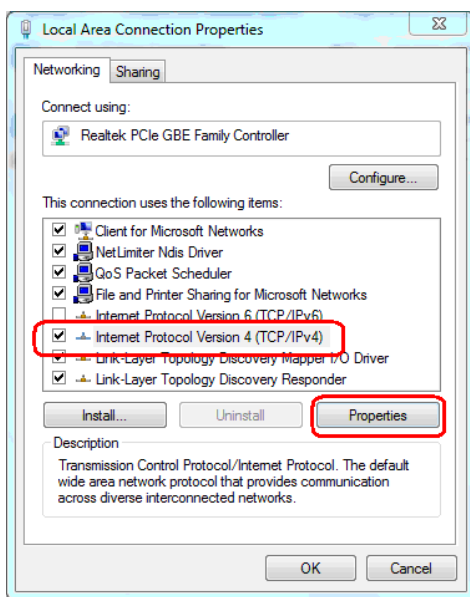 Local Area Connection Properties
Networking
Sharing
Connect using:
Realtek PCIe GBE Family Controller
Configure...
This connection uses the following items:
Client for Microsoft Networks
NetLimiter Ndis Driver
QoS Packet Scheduler
File and Printer Sharing for Microsoft Networks
Internet Protocol Version 6 (TCP/IPv6)
Internet Protocol Version 4 (TCP/IPv4)
Link-Layer Topology Discovery Mapper I/O Driver
Link-Layer Topology Discovery Responder
Install...
Uninstall
Properties
Description
Transmission Control Protocol/Internet Protocol. The default
wide area network protocol that provides communication
across diverse interconnected networks.
OK
Cancel